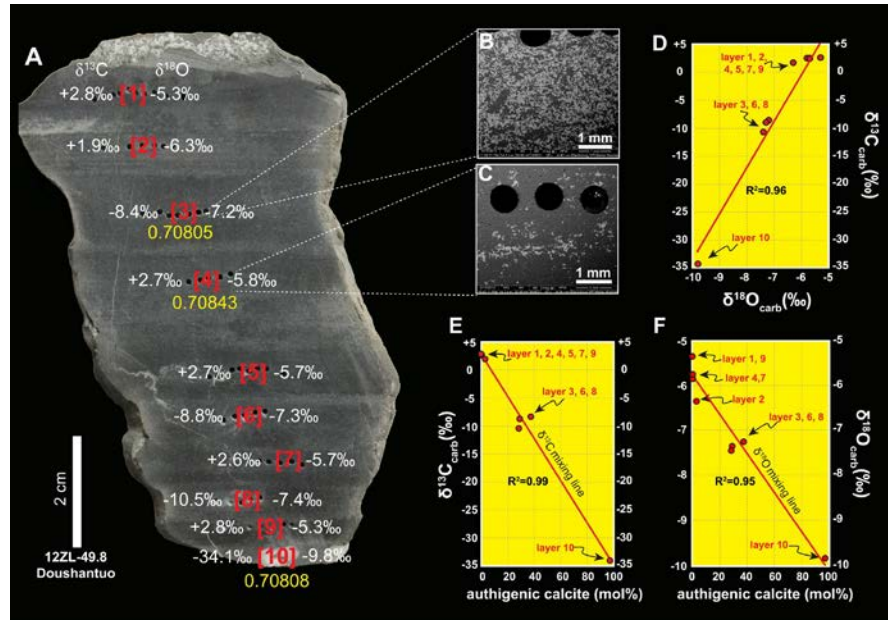 A
δ13C δ18O
+2.8‰ [1] -5.3‰
+1.9‰ [2] -6.3‰
-8.4‰ [3] -7.2‰
0.70805
+2.7‰ [4] -5.8‰
0.70843
+2.7‰ [5] -5.7‰
-8.8‰ [6] -7.3‰
+2.6‰ [7] -5.7‰
-10.5‰ [8] -7.4‰
+2.8‰ [9] -5.3‰
-34.1‰ [10] -9.8‰
0.70808
2 cm
12ZL-49.8
Doushantuo
B
1 mm
C
1 mm
D
+5 +5
0 0
-5 -5
-10 -10
-15 -15
-20 -20
-25 -25
-30 -30
-35 -35
layer 1, 2
4, 5, 7, 9
layer 3, 6, 8
R2=0.96
layer 10
-10 -9 -8 -7 -6 -5
δ18Ocarb(‰)
δ13Ccarb(‰)
E
+5 +5
0 0
-5 -5
-10 -10
-15 -15
-20 -20
-25 -25
-30 -30
-35 -35
layer 1, 2, 4, 5, 7, 9
layer 3, 6, 8
δ13C mixing line
R2=0.99
layer 10
0 20 40 60 80 100
authigenic calcite (mol%)
δ13Ccarb(‰)
F
-5 -5
-6 -6
-7 -7
-8 -8
-9 -9
-10 -10
layer 1, 9
layer 4,7
layer 2
layer 3, 6, 8
δ18O mixing line
R2=0.95
layer 10
0 20 40 60 80 100
authigenic calcite (mol%)
δ18Ocarb(‰)